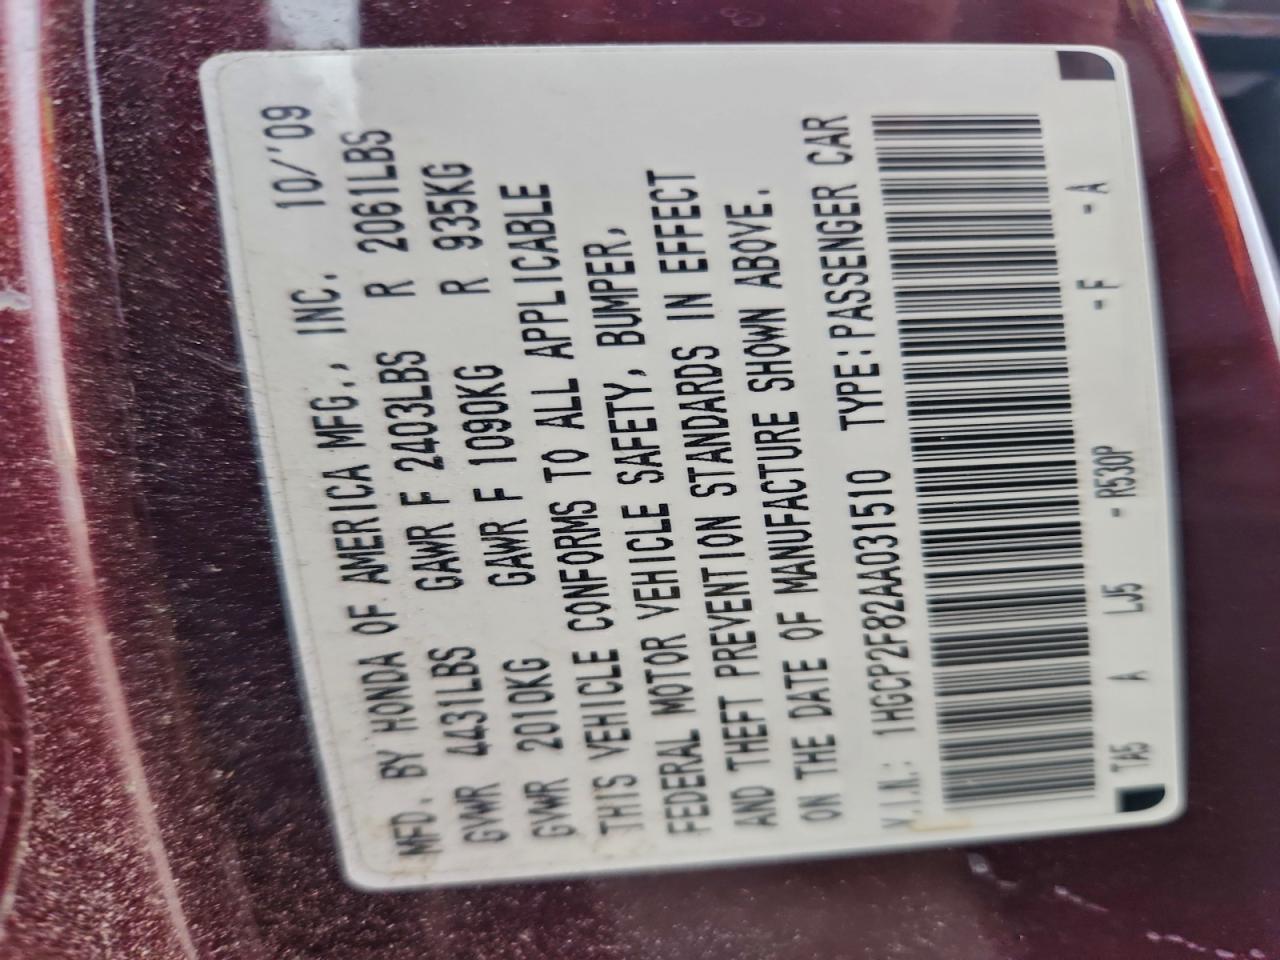 MFD. BY HONDA OF AMERICA MFG., INC. 10/'09
GVWR 4431LBS GAWR F 2403LBS R 2061LBS
GVWR 2010KG GAWR F 1090KG R 935KG
THIS VEHICLE CONFORMS TO ALL APPLICABLE
FEDERAL MOTOR VEHICLE SAFETY, BUMPER,
AND THEFT PREVENTION STANDARDS IN EFFECT
ON THE DATE OF MANUFACTURE SHOWN ABOVE.
V.I.N.: 1HGCP2F82AA031510 TYPE:PASSENGER CAR
TA5 A LJ5 -R530P -F -A